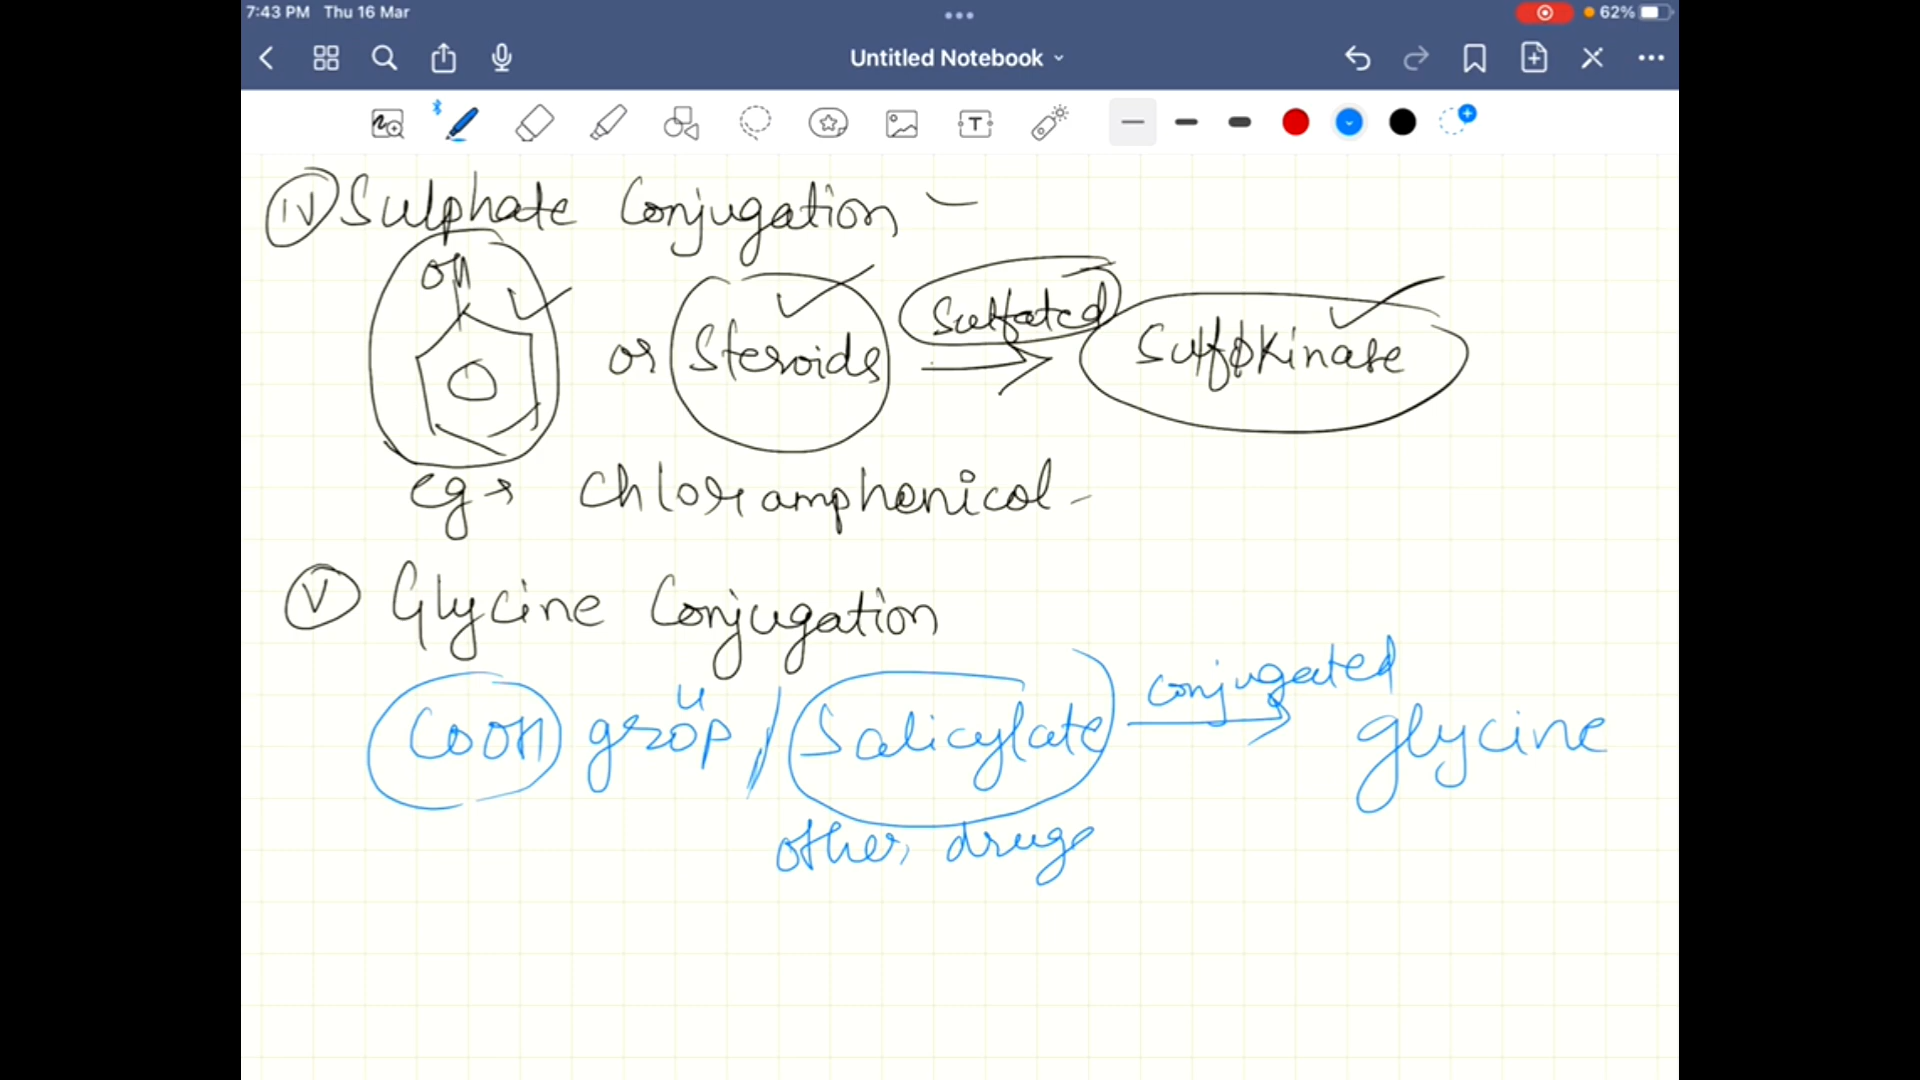 7:43 PM Thu 16 Mar
62%
Untitled Notebook
T
iv Sulphate Conjugation -
OH
or Steroids Sulfated Sulfokinase
eg → Chloramphenicol -
V Glycine Conjugation
COOH group / Salicylate conjugated glycine
other drugs